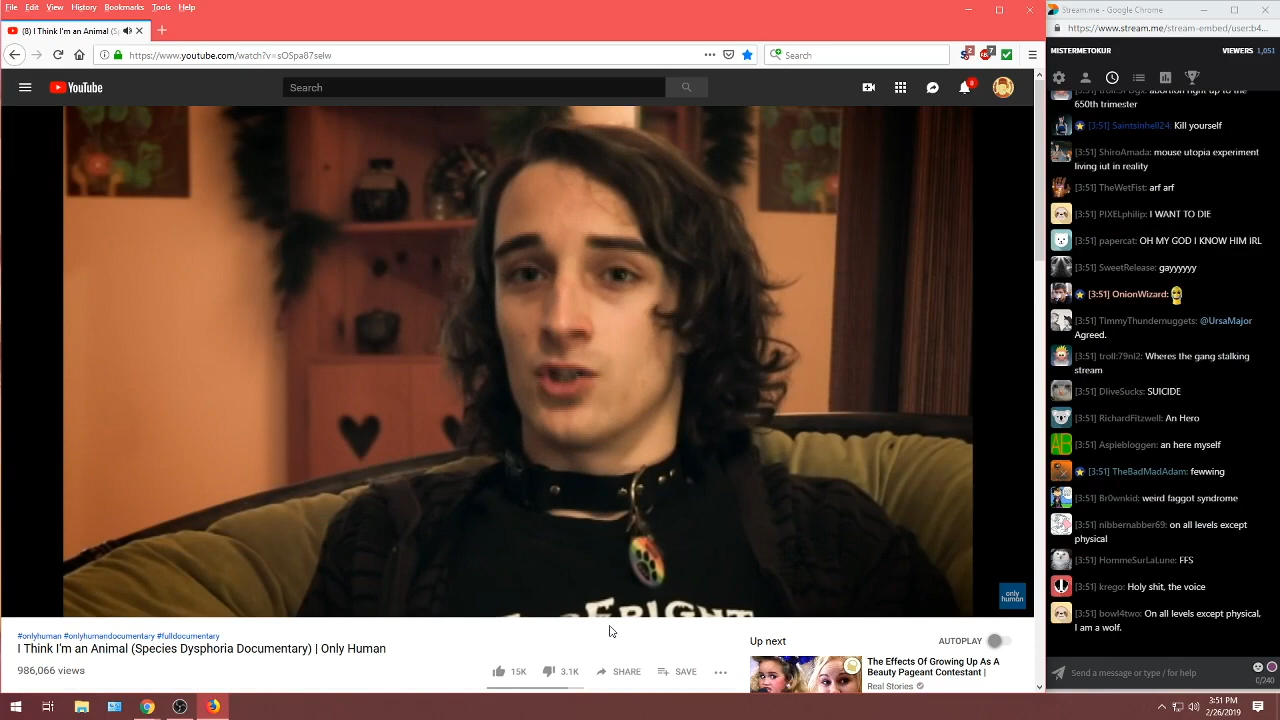 File Edit View History Bookmarks Tools Help
(8) I Think I'm an Animal (S
https://www.youtube.com/watch?v=sOSpa87selw
Search
2
7
YouTube
Search
8
only
human
#onlyhuman #onlyhumandocumentary #fulldocumentary
I Think I'm an Animal (Species Dysphoria Documentary) | Only Human
986,066 views
15K
3.1K
SHARE
SAVE
Up next
AUTOPLAY
The Effects Of Growing Up As A
Beauty Pageant Contestant |
Real Stories
Stream.me - Google Chrome
https://www.stream.me/stream-embed/user:b4...
MISTERMETOKUR
VIEWERS 1,051
650th trimester
[3:51] Saintsinhell24: Kill yourself
[3:51] ShiroAmada: mouse utopia experiment
living iut in reality
[3:51] TheWetFist: arf arf
[3:51] PIXELphilip: I WANT TO DIE
[3:51] papercat: OH MY GOD I KNOW HIM IRL
[3:51] SweetRelease: gayyyyyy
[3:51] OnionWizard:
[3:51] TimmyThundernuggets: @UrsaMajor
Agreed.
[3:51] troll:79nl2: Wheres the gang stalking
stream
[3:51] DliveSucks: SUICIDE
[3:51] RichardFitzwell: An Hero
[3:51] Aspiebloggen: an here myself
[3:51] TheBadMadAdam: fewwing
[3:51] Br0wnkid: weird faggot syndrome
[3:51] nibbernabber69: on all levels except
physical
[3:51] HommeSurLaLune: FFS
[3:51] krego: Holy shit, the voice
[3:51] bowl4two: On all levels except physical,
I am a wolf.
Send a message or type / for help
0/240
3:51 PM
2/26/2019